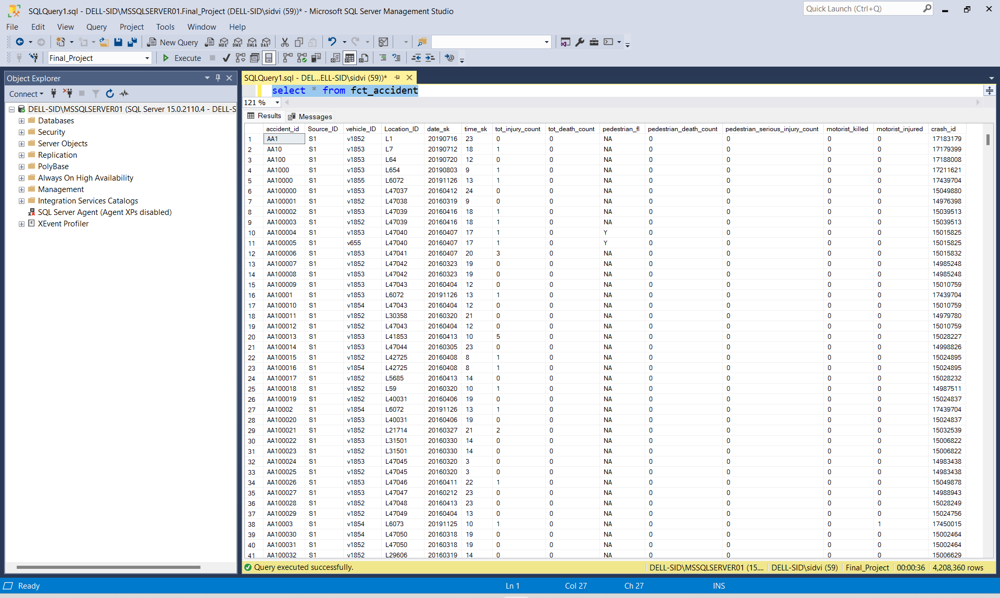 SQLQuery1.sql - DELL-SID\MSSQLSERVER01.Final_Project (DELL-SID\sidvi (59))* - Microsoft SQL Server Management Studio
Quick Launch (Ctrl+Q)
File Edit View Query Project Tools Window Help
New Query MDX DMX XMLA DAX
Final_Project Execute
Object Explorer
Connect
DELL-SID\MSSQLSERVER01 (SQL Server 15.0.2110.4 - DELL-S
Databases
Security
Server Objects
Replication
PolyBase
Always On High Availability
Management
Integration Services Catalogs
SQL Server Agent (Agent XPs disabled)
XEvent Profiler
SQLQuery1.sql - DEL...ELL-SID\sidvi (59))*
select * from fct_accident
121 %
Results Messages
accident_id Source_ID vehicle_ID Location_ID date_sk time_sk tot_injury_count tot_death_count pedestrian_fl pedestrian_death_count pedestrian_serious_injury_count motorist_killed motorist_injured crash_id
1 AA1 S1 v1852 L1 20190716 23 0 0 NA 0 0 0 0 17183179
2 AA10 S1 v1853 L7 20190712 18 1 0 NA 0 0 0 0 17179399
3 AA100 S1 v1853 L64 20190720 12 0 0 NA 0 0 0 0 17188008
4 AA1000 S1 v1853 L654 20190803 9 1 0 NA 0 0 0 0 17211621
5 AA10000 S1 v1855 L6072 20191126 13 1 0 NA 0 0 0 0 17439704
6 AA100000 S1 v1853 L47037 20160412 24 0 0 NA 0 0 0 0 15049880
7 AA100001 S1 v1852 L47038 20160319 9 0 0 NA 0 0 0 0 14976398
8 AA100002 S1 v1853 L47039 20160416 18 1 0 NA 0 0 0 0 15039513
9 AA100003 S1 v1852 L47039 20160416 18 1 0 NA 0 0 0 0 15039513
10 AA100004 S1 v1853 L47040 20160407 17 1 0 Y 0 0 0 0 15015825
11 AA100005 S1 v655 L47040 20160407 17 1 0 Y 0 0 0 0 15015825
12 AA100006 S1 v1853 L47041 20160407 20 3 0 NA 0 0 0 0 15015832
13 AA100007 S1 v1852 L47042 20160323 19 0 0 NA 0 0 0 0 14985248
14 AA100008 S1 v1853 L47042 20160323 19 0 0 NA 0 0 0 0 14985248
15 AA100009 S1 v1853 L47043 20160404 12 0 0 NA 0 0 0 0 15010759
16 AA10001 S1 v1853 L6072 20191126 13 1 0 NA 0 0 0 0 17439704
17 AA100010 S1 v1854 L47043 20160404 12 0 0 NA 0 0 0 0 15010759
18 AA100011 S1 v1852 L30358 20160320 21 0 0 NA 0 0 0 0 14979780
19 AA100012 S1 v1852 L47043 20160404 12 0 0 NA 0 0 0 0 15010759
20 AA100013 S1 v1853 L41853 20160413 10 5 0 NA 0 0 0 0 15028227
21 AA100014 S1 v1853 L47044 20160305 23 0 0 NA 0 0 0 0 14998826
22 AA100015 S1 v1852 L42725 20160408 8 1 0 NA 0 0 0 0 15024895
23 AA100016 S1 v1854 L42725 20160408 8 1 0 NA 0 0 0 0 15024895
24 AA100017 S1 v1852 L5685 20160413 14 0 0 NA 0 0 0 0 15028232
25 AA100018 S1 v1852 L59 20160320 10 1 0 NA 0 0 0 0 14987511
26 AA100019 S1 v1852 L40031 20160406 19 0 0 NA 0 0 0 0 15024837
27 AA10002 S1 v1854 L6072 20191126 13 1 0 NA 0 0 0 0 17439704
28 AA100020 S1 v1853 L40031 20160406 19 0 0 NA 0 0 0 0 15024837
29 AA100021 S1 v1852 L21714 20160327 21 2 0 NA 0 0 0 0 15032539
30 AA100022 S1 v1853 L31501 20160330 14 0 0 NA 0 0 0 0 15006822
31 AA100023 S1 v1852 L31501 20160330 14 0 0 NA 0 0 0 0 15006822
32 AA100024 S1 v1853 L47045 20160320 3 0 0 NA 0 0 0 0 14983438
33 AA100025 S1 v1852 L47045 20160320 3 0 0 NA 0 0 0 0 14983438
34 AA100026 S1 v1853 L47046 20160411 22 1 0 NA 0 0 0 0 15049878
35 AA100027 S1 v1853 L47047 20160212 23 0 0 NA 0 0 0 0 14988943
36 AA100028 S1 v1852 L47048 20160413 23 0 0 NA 0 0 0 0 15028249
37 AA100029 S1 v1852 L47049 20160404 13 0 0 NA 0 0 0 0 15024756
38 AA10003 S1 v1854 L6073 20191125 10 1 0 NA 0 0 0 1 17450015
39 AA100030 S1 v1854 L47050 20160318 19 0 0 NA 0 0 0 0 15002464
40 AA100031 S1 v1852 L47050 20160318 19 0 0 NA 0 0 0 0 15002464
41 AA100032 S1 v1852 L29606 20160319 14 0 0 NA 0 0 0 0 15006629
Query executed successfully. DELL-SID\MSSQLSERVER01 (15.... DELL-SID\sidvi (59) Final_Project 00:00:36 4,208,360 rows
Ready Ln 1 Col 27 Ch 27 INS